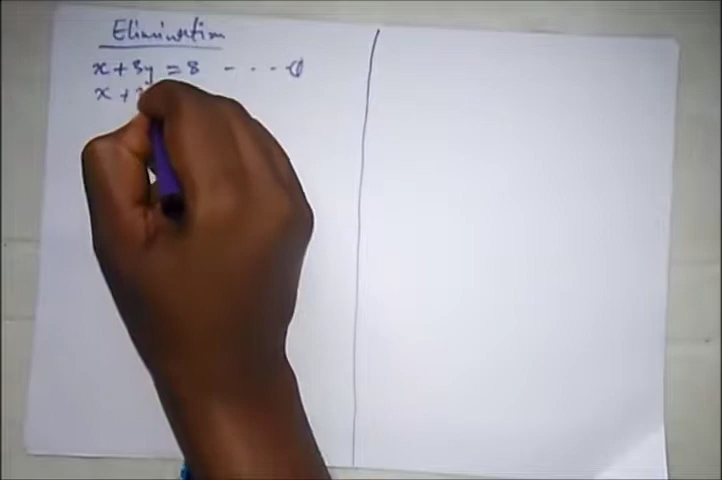 Elimination
x + 3y = 8 - - - (1)
x +